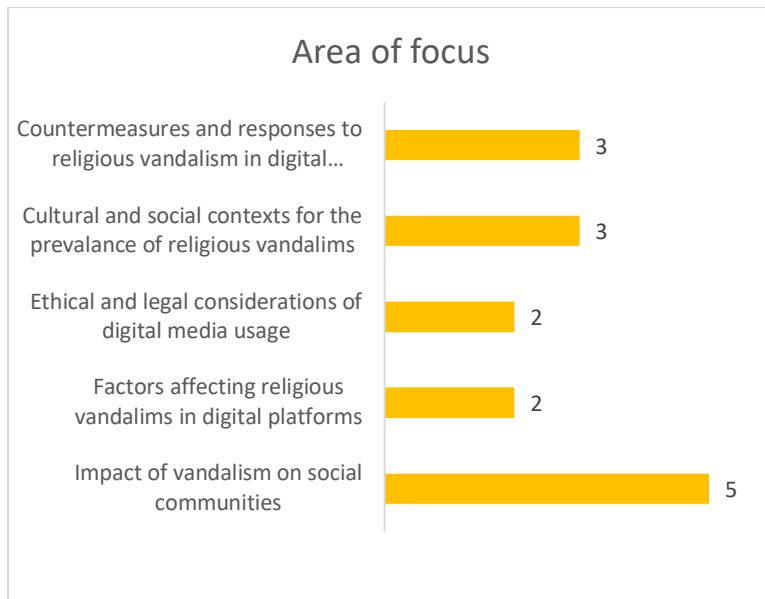 Area of focus
Countermeasures and responses to
religious vandalism in digital...
3
Cultural and social contexts for the
prevalance of religious vandalims
3
Ethical and legal considerations of
digital media usage
2
Factors affecting religious
vandalims in digital platforms
2
Impact of vandalism on social
communities
5